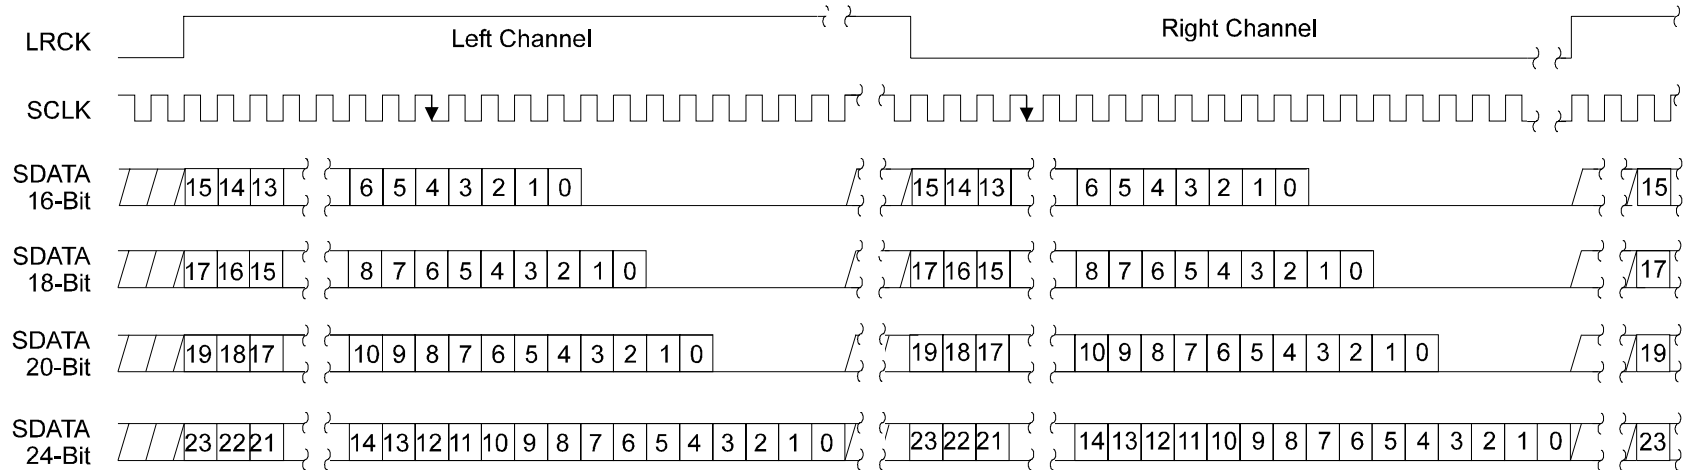 LRCK Left Channel Right Channel
SCLK
SDATA
16-Bit
15 14 13 6 5 4 3 2 1 0 15 14 13 6 5 4 3 2 1 0 15
SDATA
18-Bit
17 16 15 8 7 6 5 4 3 2 1 0 17 16 15 8 7 6 5 4 3 2 1 0 17
SDATA
20-Bit
19 18 17 10 9 8 7 6 5 4 3 2 1 0 19 18 17 10 9 8 7 6 5 4 3 2 1 0 19
SDATA
24-Bit
23 22 21 14 13 12 11 10 9 8 7 6 5 4 3 2 1 0 23 22 21 14 13 12 11 10 9 8 7 6 5 4 3 2 1 0 23